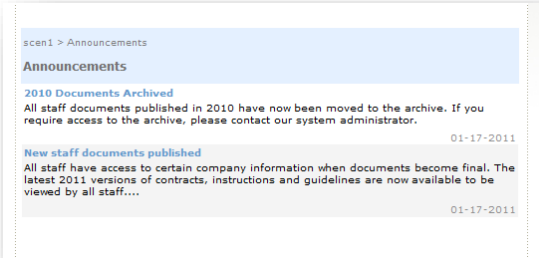 scen1 > Announcements
Announcements
2010 Documents Archived
All staff documents published in 2010 have now been moved to the archive. If you
require access to the archive, please contact our system administrator.
01-17-2011
New staff documents published
All staff have access to certain company information when documents become final. The
latest 2011 versions of contracts, instructions and guidelines are now available to be
viewed by all staff....
01-17-2011